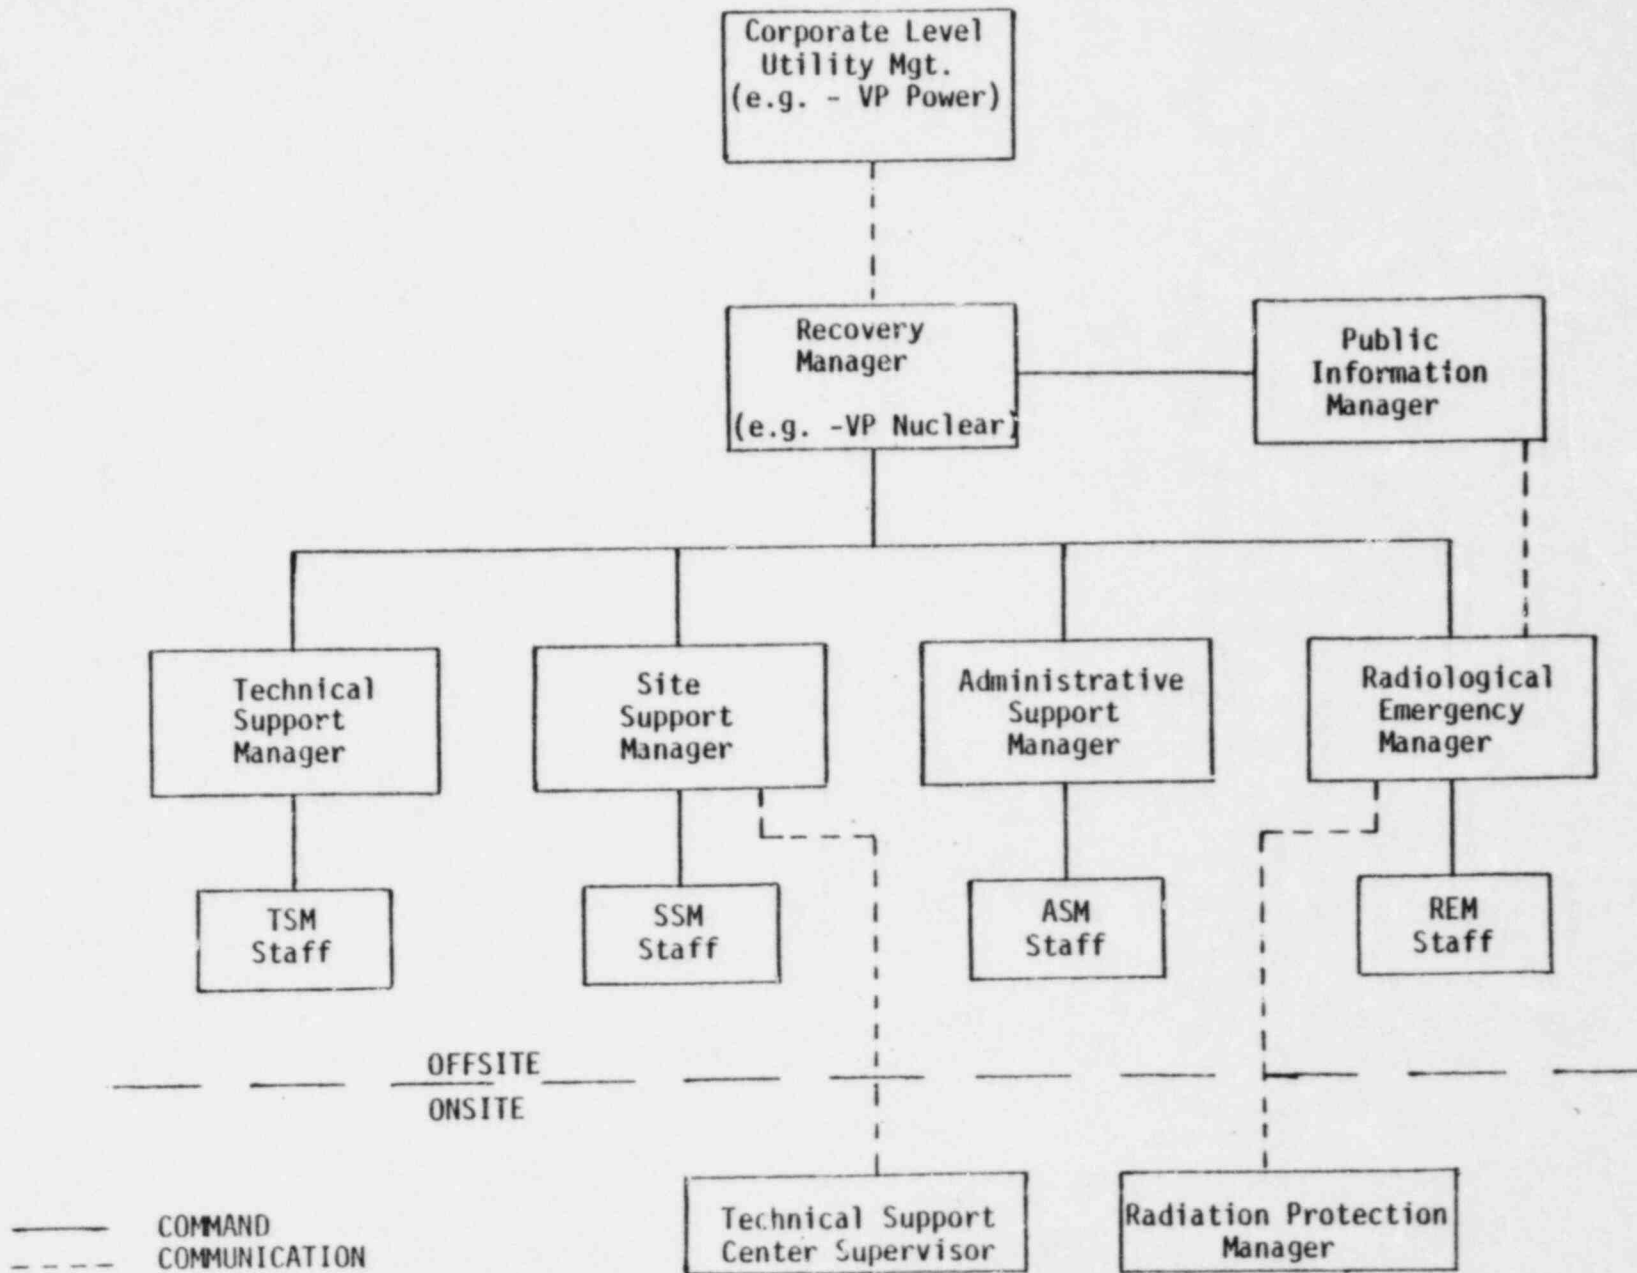 Corporate Level
Utility Mgt.
(e.g. - VP Power)
Recovery
Manager
(e.g. -VP Nuclear)
Public
Information
Manager
Technical
Support
Manager
Site
Support
Manager
Administrative
Support
Manager
Radiological
Emergency
Manager
TSM
Staff
SSM
Staff
ASM
Staff
REM
Staff
OFFSITE
ONSITE
Technical Support
Center Supervisor
Radiation Protection
Manager
COMMAND
COMMUNICATION